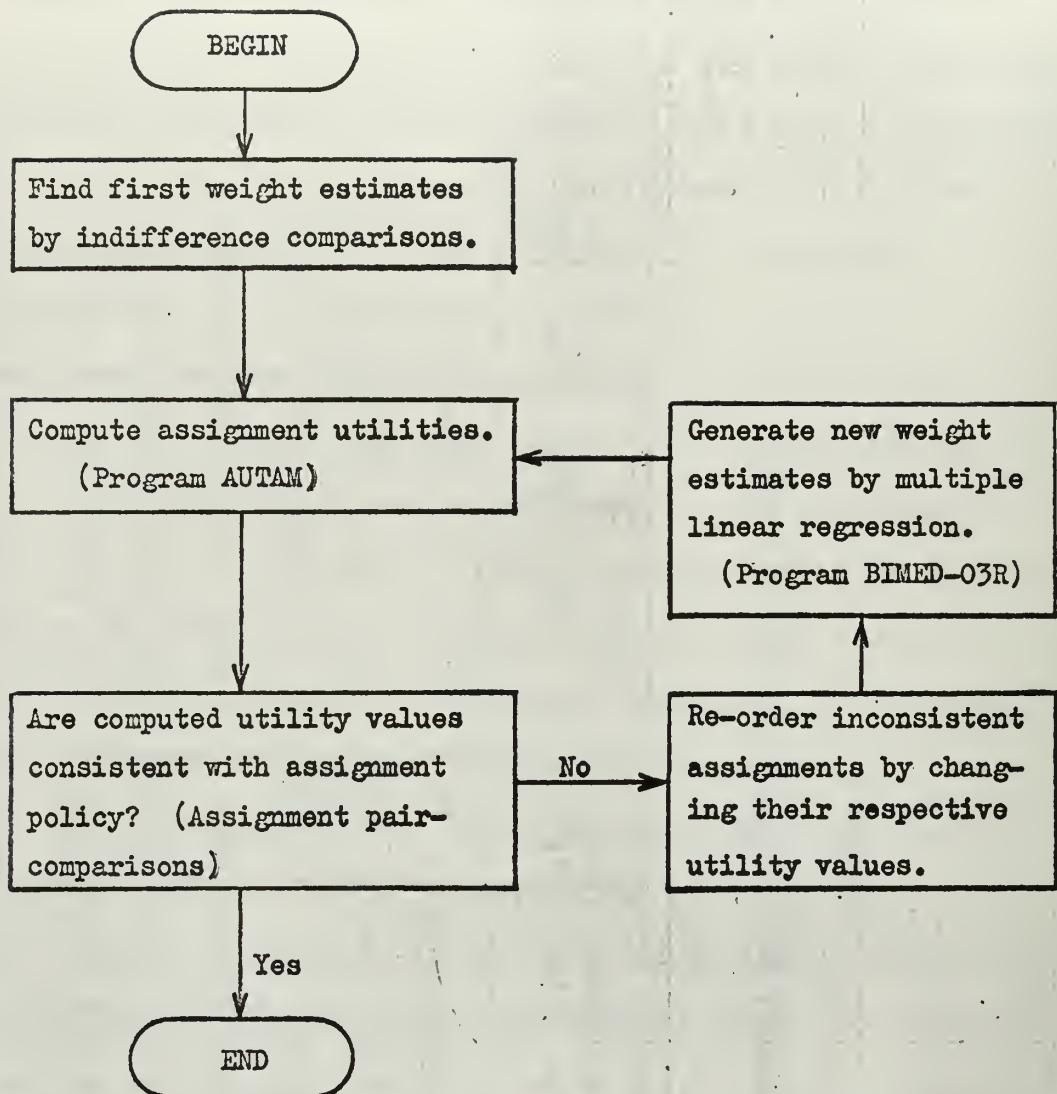 BEGIN
Find first weight estimates
by indifference comparisons.
Compute assignment utilities.
(Program AUTAM)
Generate new weight
estimates by multiple
linear regression.
(Program BIMED-03R)
Are computed utility values
consistent with assignment
policy? (Assignment pair-
comparisons)
No
Re-order inconsistent
assignments by chang-
ing their respective
utility values.
Yes
END